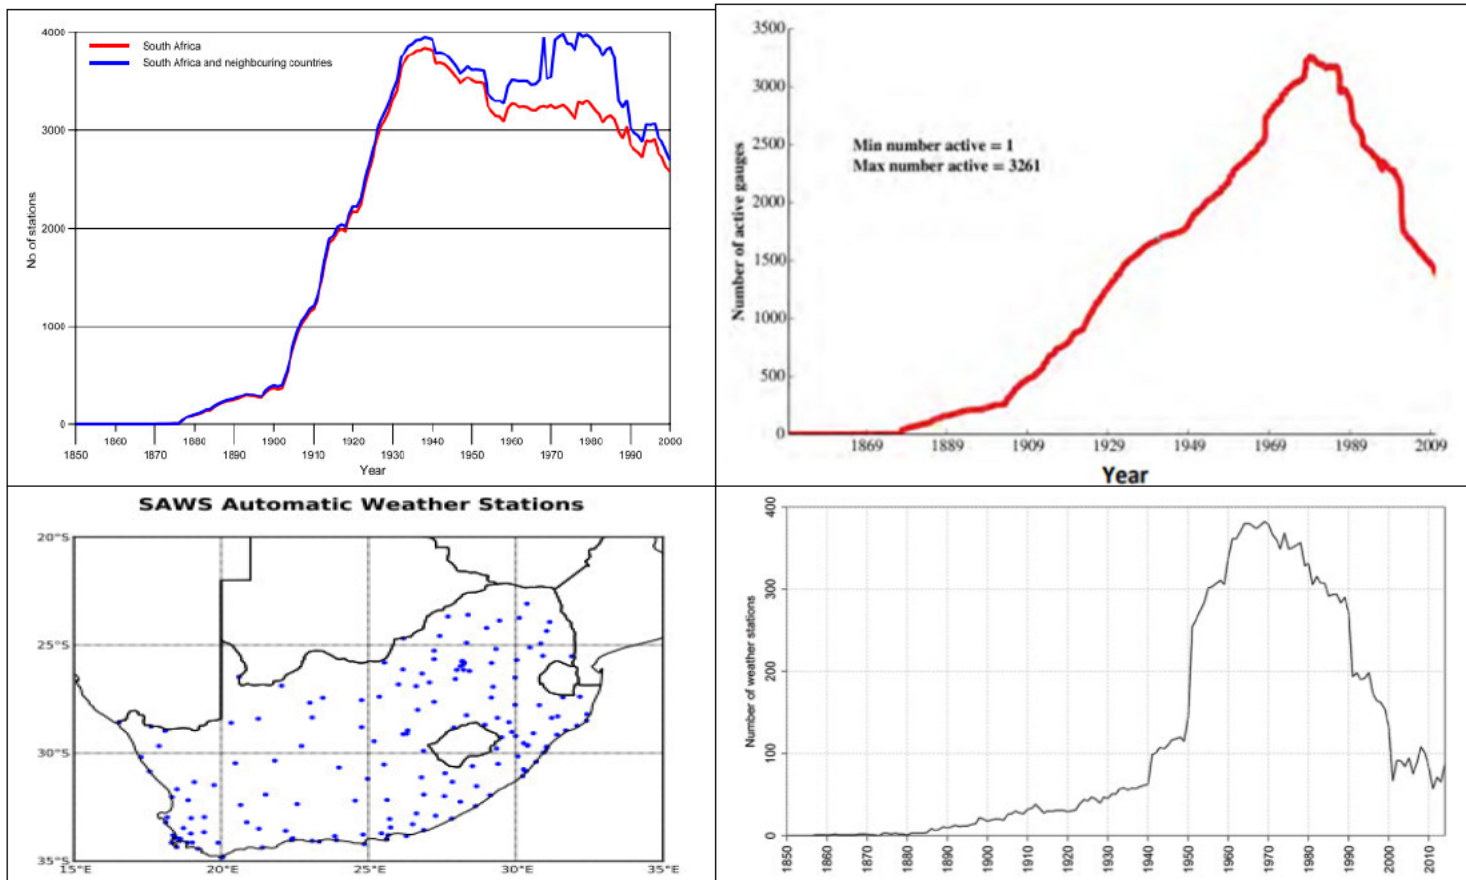 4000
South Africa
South Africa and neighbouring countries
3000
2000
1000
0
No of stations
1860 1880 1900 1920 1940 1960 1980 2000
1850 1870 1890 1910 1930 1950 1970 1990
Year
3500
3000
2500
2000
1500
1000
500
0
Number of active gauges
Min number active = 1
Max number active = 3261
1869 1889 1909 1929 1949 1969 1989 2009
Year
SAWS Automatic Weather Stations
20°S
25°S
30°S
35°S
15°E 20°E 25°E 30°E 35°E
400
300
200
100
0
Number of weather stations
1850 1860 1870 1880 1890 1900 1910 1920 1930 1940 1950 1960 1970 1980 1990 2000 2010